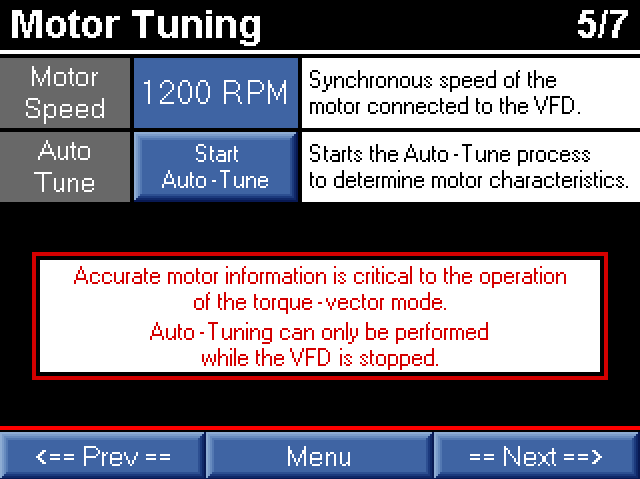 Motor Tuning 5/7
Motor
Speed
1200 RPM
Synchronous speed of the
motor connected to the VFD.
Auto
Tune
Start
Auto-Tune
Starts the Auto-Tune process
to determine motor characteristics.
Accurate motor information is critical to the operation
of the torque-vector mode.
Auto-Tuning can only be performed
while the VFD is stopped.
<== Prev ==
Menu
== Next ==>